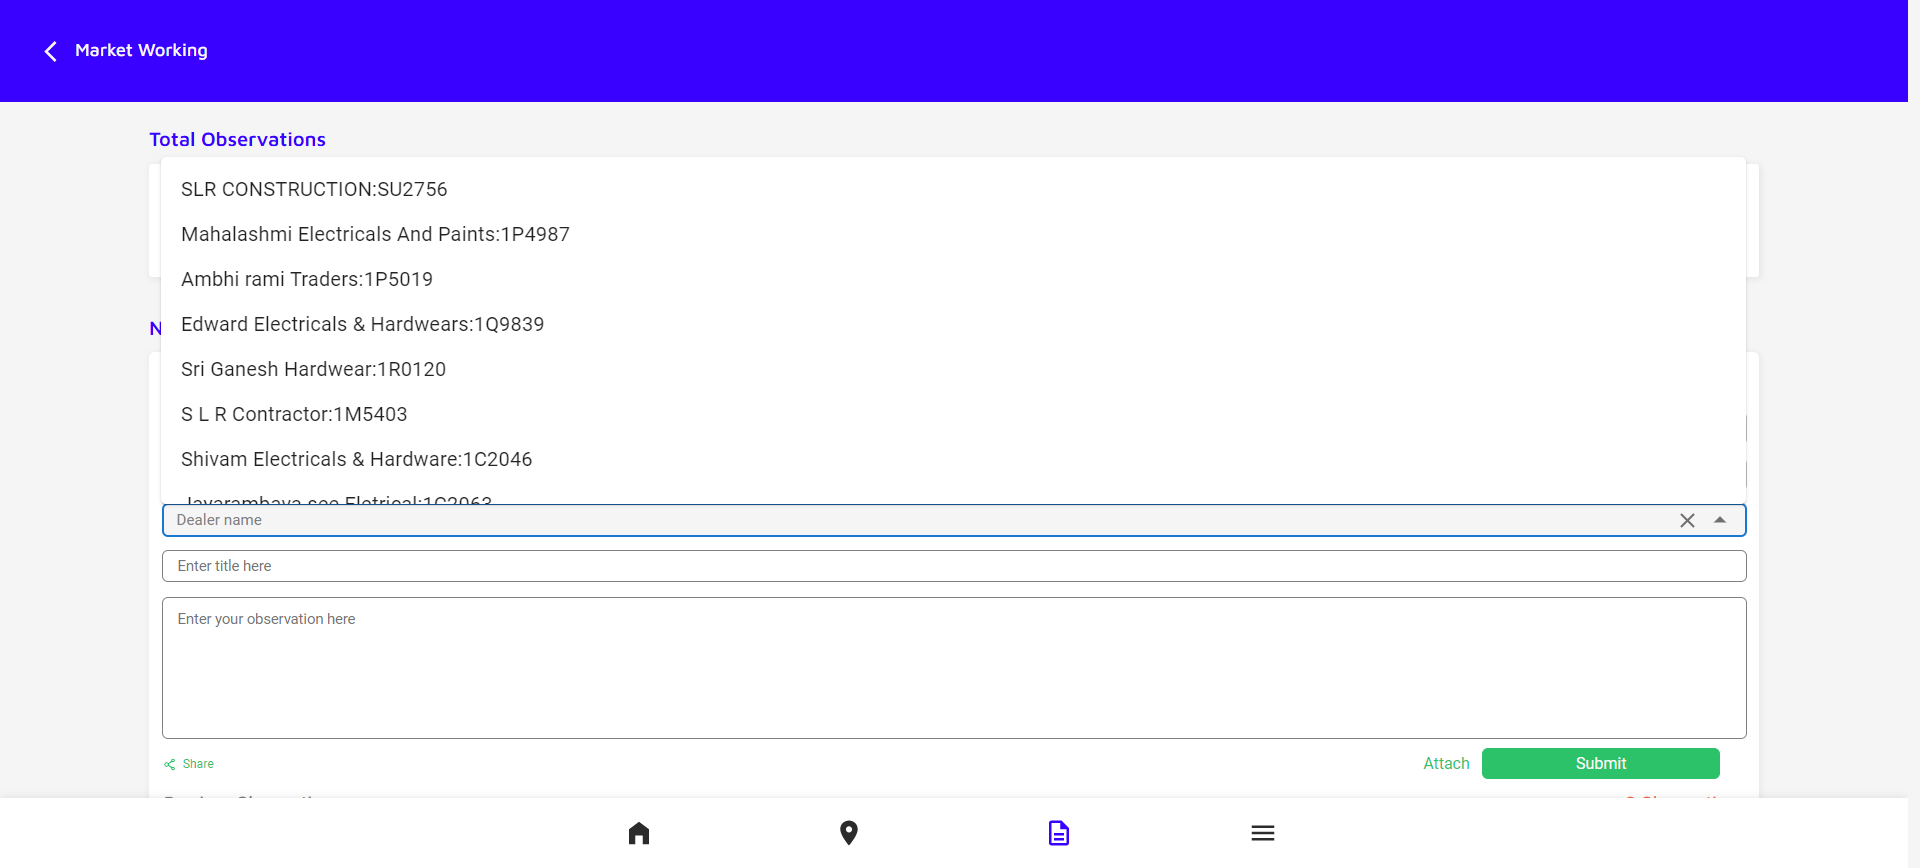 Market Working
Total Observations
SLR CONSTRUCTION:SU2756
Mahalashmi Electricals And Paints:1P4987
Ambhi rami Traders:1P5019
Edward Electricals & Hardwears:1Q9839
Sri Ganesh Hardwear:1R0120
S L R Contractor:1M5403
Shivam Electricals & Hardware:1C2046
Dealer name
Enter title here
Enter your observation here
Share
Attach
Submit